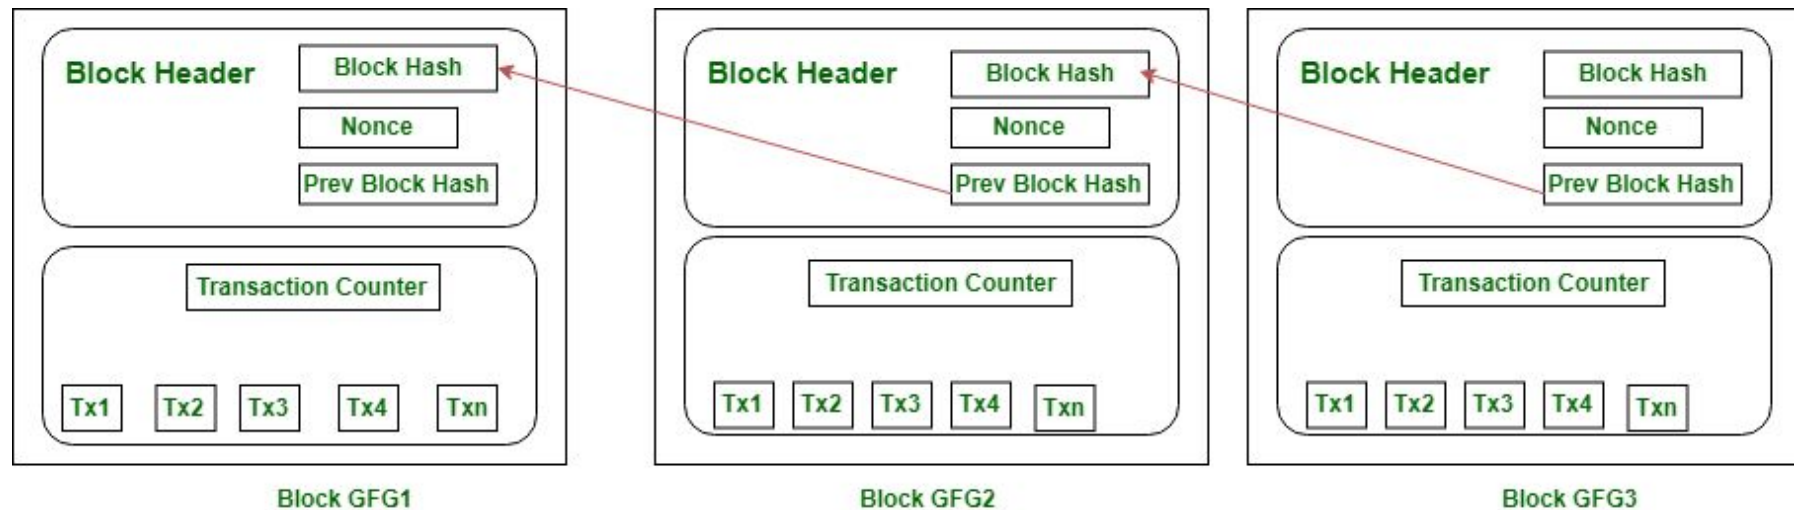 Block Header
Block Hash
Nonce
Prev Block Hash
Transaction Counter
Tx1
Tx2
Tx3
Tx4
Txn
Block GFG1
Block Header
Block Hash
Nonce
Prev Block Hash
Transaction Counter
Tx1
Tx2
Tx3
Tx4
Txn
Block GFG2
Block Header
Block Hash
Nonce
Prev Block Hash
Transaction Counter
Tx1
Tx2
Tx3
Tx4
Txn
Block GFG3